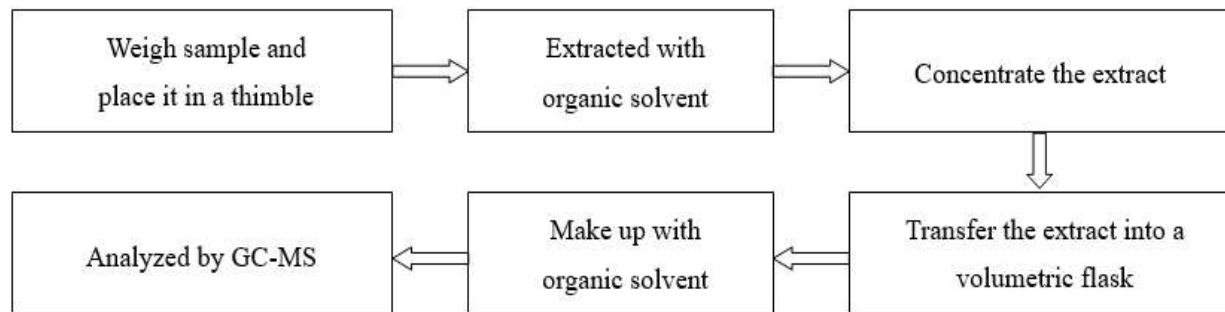 Weigh sample and
place it in a thimble
Extracted with
organic solvent
Concentrate the extract
Transfer the extract into a
volumetric flask
Make up with
organic solvent
Analyzed by GC-MS